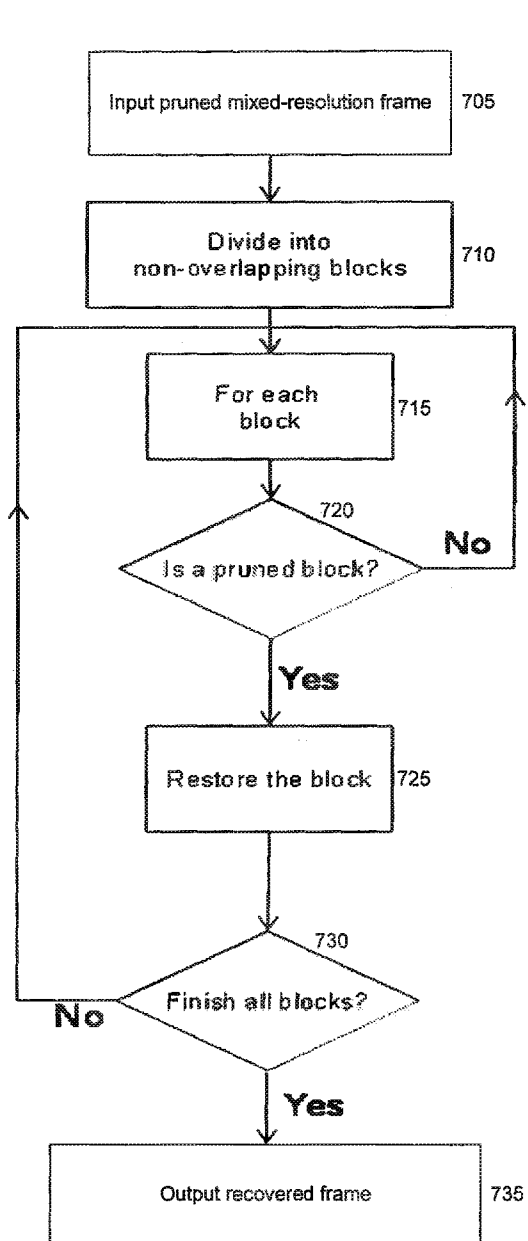 Input pruned mixed-resolution frame
705
Divide into
non-overlapping blocks
710
For each
block
715
720
Is a pruned block?
No
Yes
Restore the block
725
730
Finish all blocks?
No
Yes
Output recovered frame
735